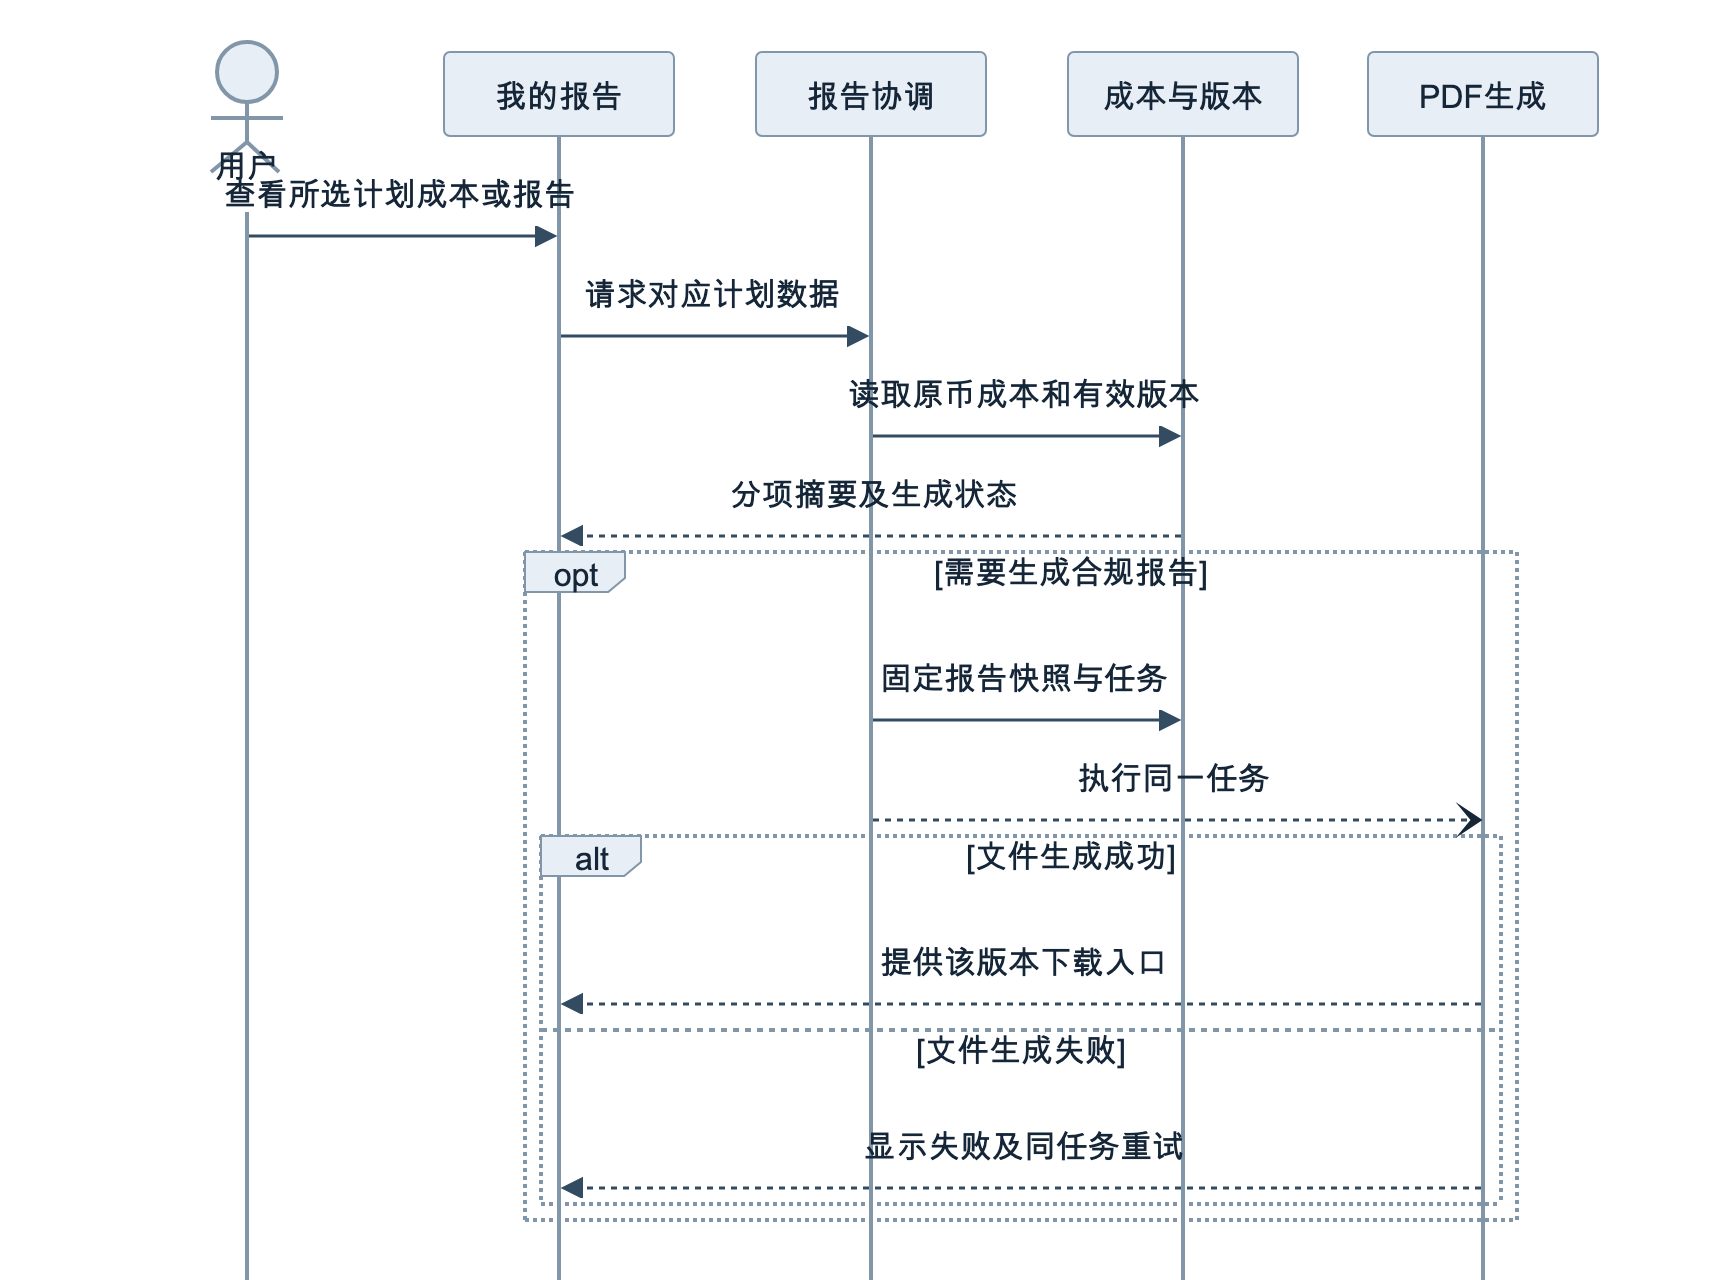 用户
我的报告
报告协调
成本与版本
PDF生成
查看所选计划成本或报告
请求对应计划数据
读取原币成本和有效版本
分项摘要及生成状态
opt
[需要生成合规报告]
固定报告快照与任务
执行同一任务
alt
[文件生成成功]
提供该版本下载入口
[文件生成失败]
显示失败及同任务重试